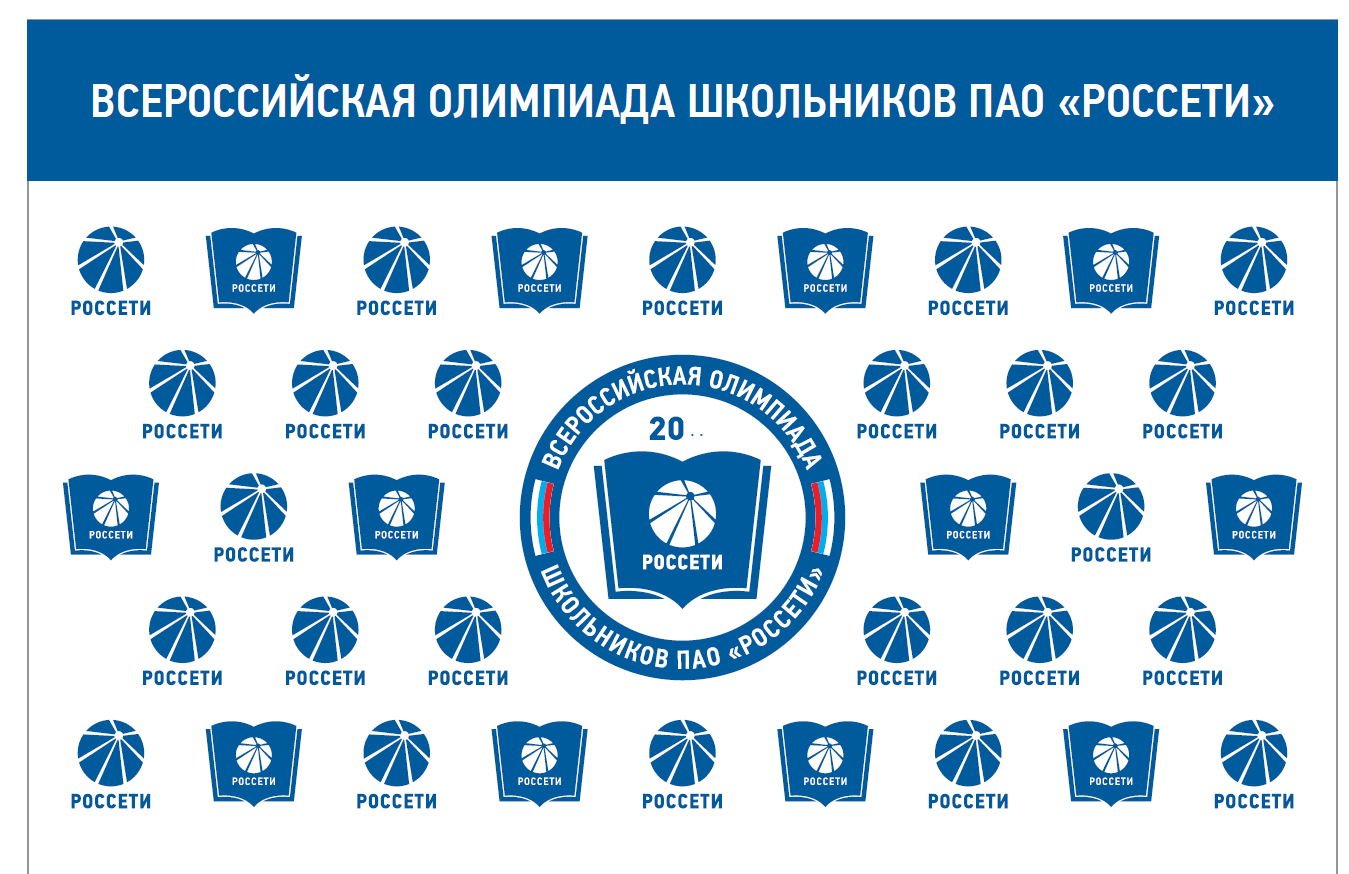 ВСЕРОССИЙСКАЯ ОЛИМПИАДА ШКОЛЬНИКОВ ПАО «РОССЕТИ»
РОССЕТИ РОССЕТИ РОССЕТИ РОССЕТИ РОССЕТИ РОССЕТИ РОССЕТИ РОССЕТИ РОССЕТИ
ВСЕРОССИЙСКАЯ ОЛИМПИАДА
20..
РОССЕТИ РОССЕТИ РОССЕТИ РОССЕТИ РОССЕТИ РОССЕТИ
РОССЕТИ РОССЕТИ РОССЕТИ РОССЕТИ РОССЕТИ РОССЕТИ РОССЕТИ
ШКОЛЬНИКОВ ПАО «РОССЕТИ»
РОССЕТИ РОССЕТИ РОССЕТИ РОССЕТИ РОССЕТИ РОССЕТИ
РОССЕТИ РОССЕТИ РОССЕТИ РОССЕТИ РОССЕТИ РОССЕТИ РОССЕТИ РОССЕТИ РОССЕТИ